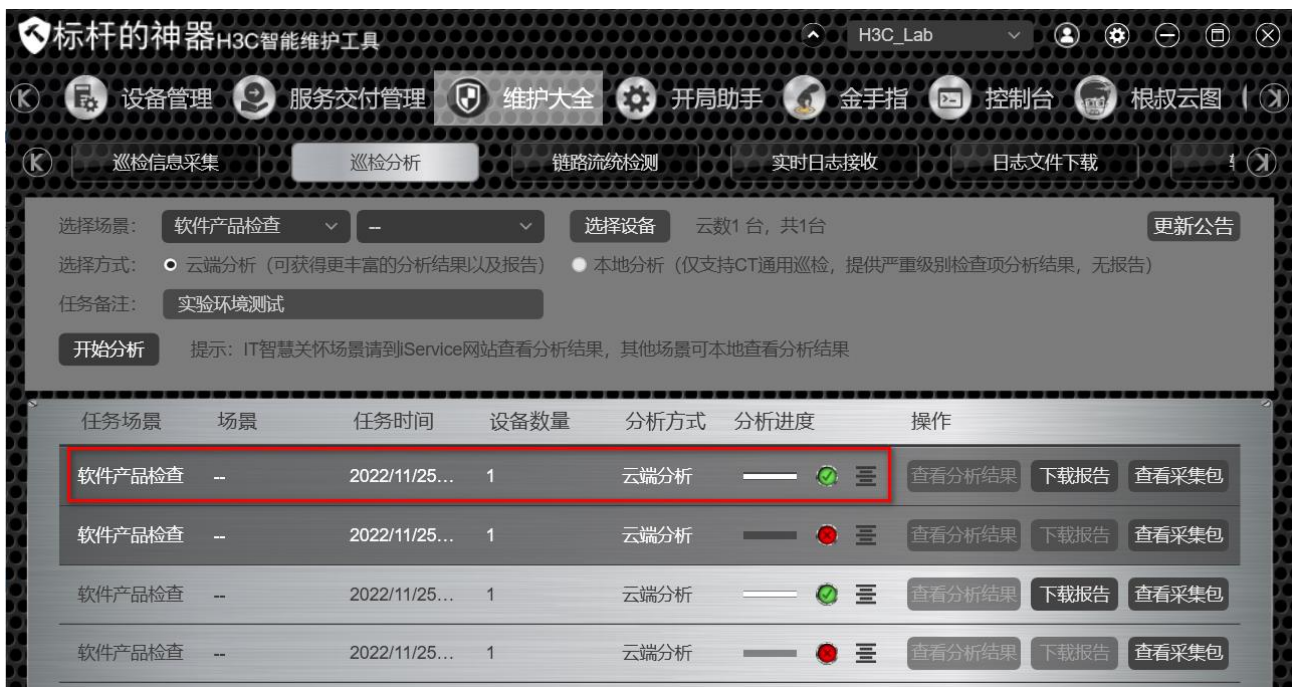 标杆的神器H3C智能维护工具 H3C_Lab
设备管理 服务交付管理 维护大全 开局助手 金手指 控制台 根叔云图
巡检信息采集 巡检分析 链路流统检测 实时日志接收 日志文件下载
选择场景： 软件产品检查 -- 选择设备 云数1 台，共1台 更新公告
选择方式： 云端分析（可获得更丰富的分析结果以及报告） 本地分析（仅支持CT通用巡检，提供严重级别检查项分析结果，无报告）
任务备注： 实验环境测试
开始分析 提示：IT智慧关怀场景请到iService网站查看分析结果，其他场景可本地查看分析结果
任务场景 场景 任务时间 设备数量 分析方式 分析进度 操作
软件产品检查 -- 2022/11/25... 1 云端分析 查看分析结果 下载报告 查看采集包
软件产品检查 -- 2022/11/25... 1 云端分析 查看分析结果 下载报告 查看采集包
软件产品检查 -- 2022/11/25... 1 云端分析 查看分析结果 下载报告 查看采集包
软件产品检查 -- 2022/11/25... 1 云端分析 查看分析结果 下载报告 查看采集包